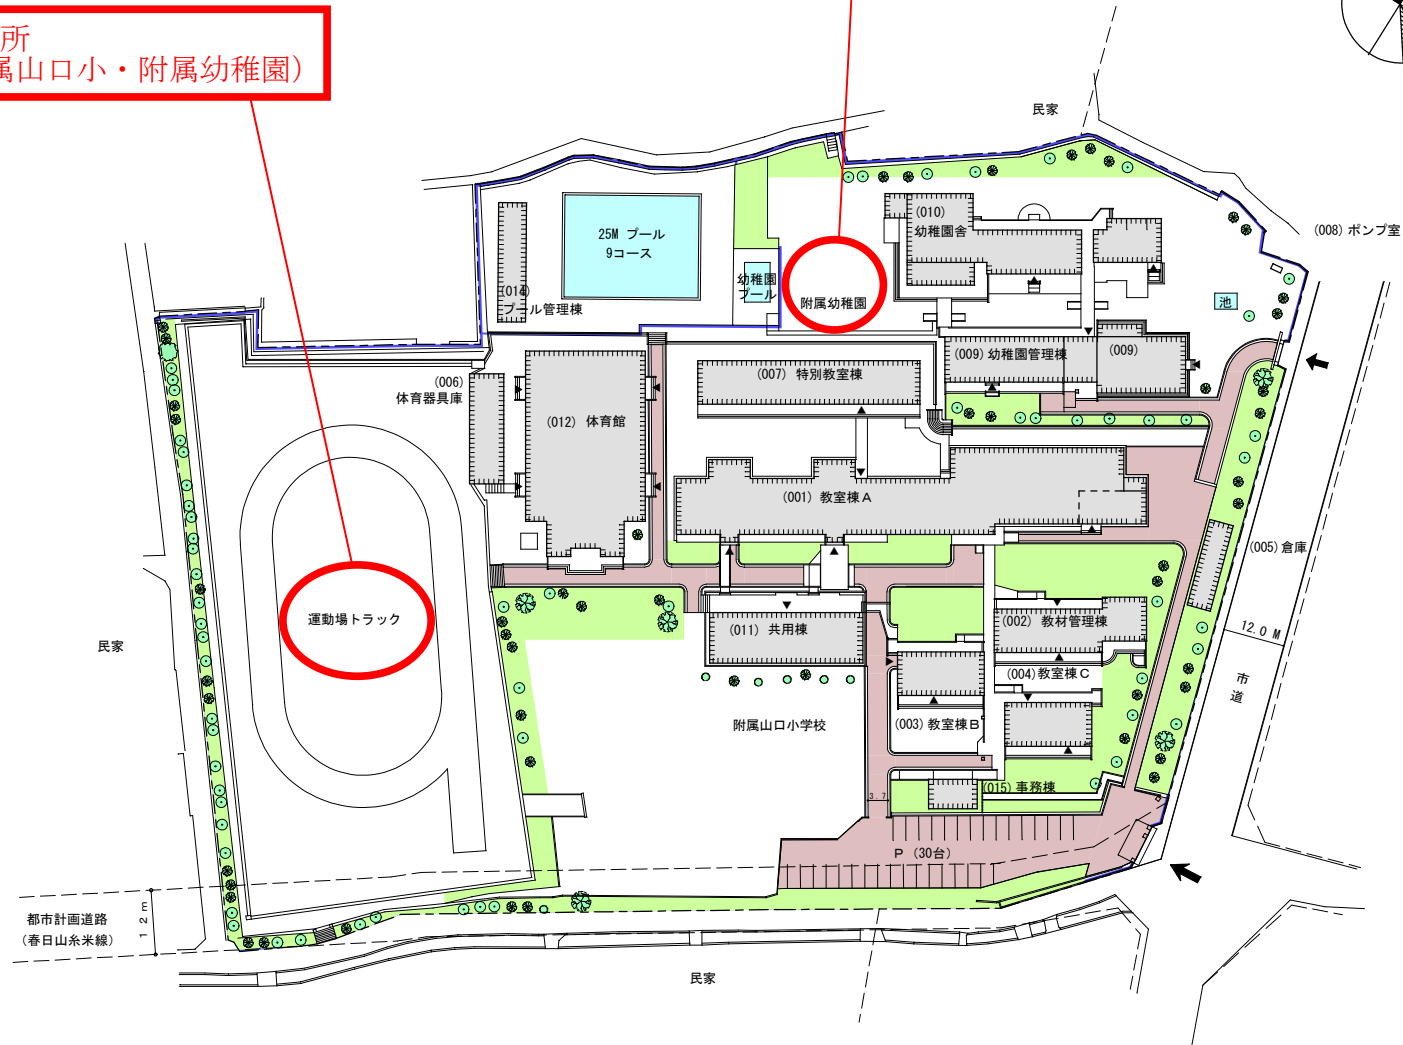 所
属山口小・附属幼稚園）
民家
(008) ポンプ室
(010)
幼稚園舎
25M プール
9コース
幼稚園
プール
附属幼稚園
池
(014)
プール管理棟
(009) 幼稚園管理棟
(009)
(006)
体育器具庫
(007) 特別教室棟
(012) 体育館
(001) 教室棟A
(005) 倉庫
運動場トラック
(002) 教材管理棟
(011) 共用棟
12.0 M
民家
(004) 教室棟C
市
道
(003) 教室棟B
附属山口小学校
(015) 事務棟
3.7
P (30台)
都市計画道路
(春日山糸米線)
12m
民家